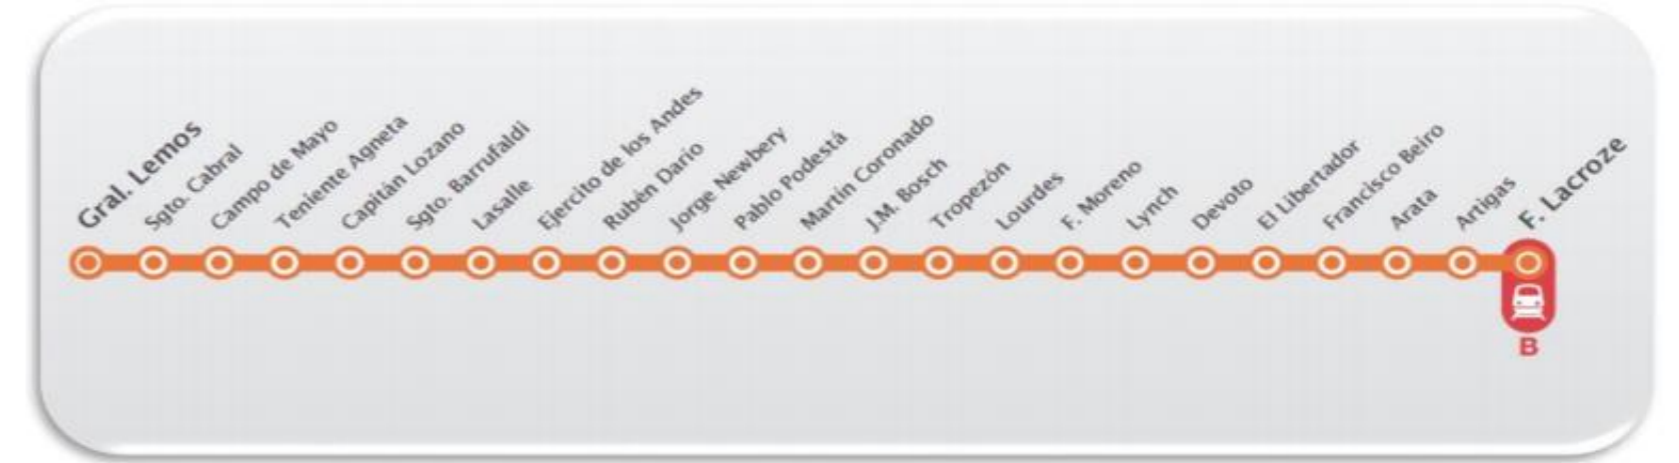 Gral. Lemos
Sgto. Cabral
Campo de Mayo
Teniente Agneta
Capitán Lozano
Sgto. Barrufaldi
Lasalle
Ejercito de los Andes
Rubén Darío
Jorge Newbery
Pablo Podestá
Martín Coronado
J.M. Bosch
Tropezón
Lourdes
F. Moreno
Lynch
Devoto
El Libertador
Francisco Beiro
Arata
Artigas
F. Lacroze
B